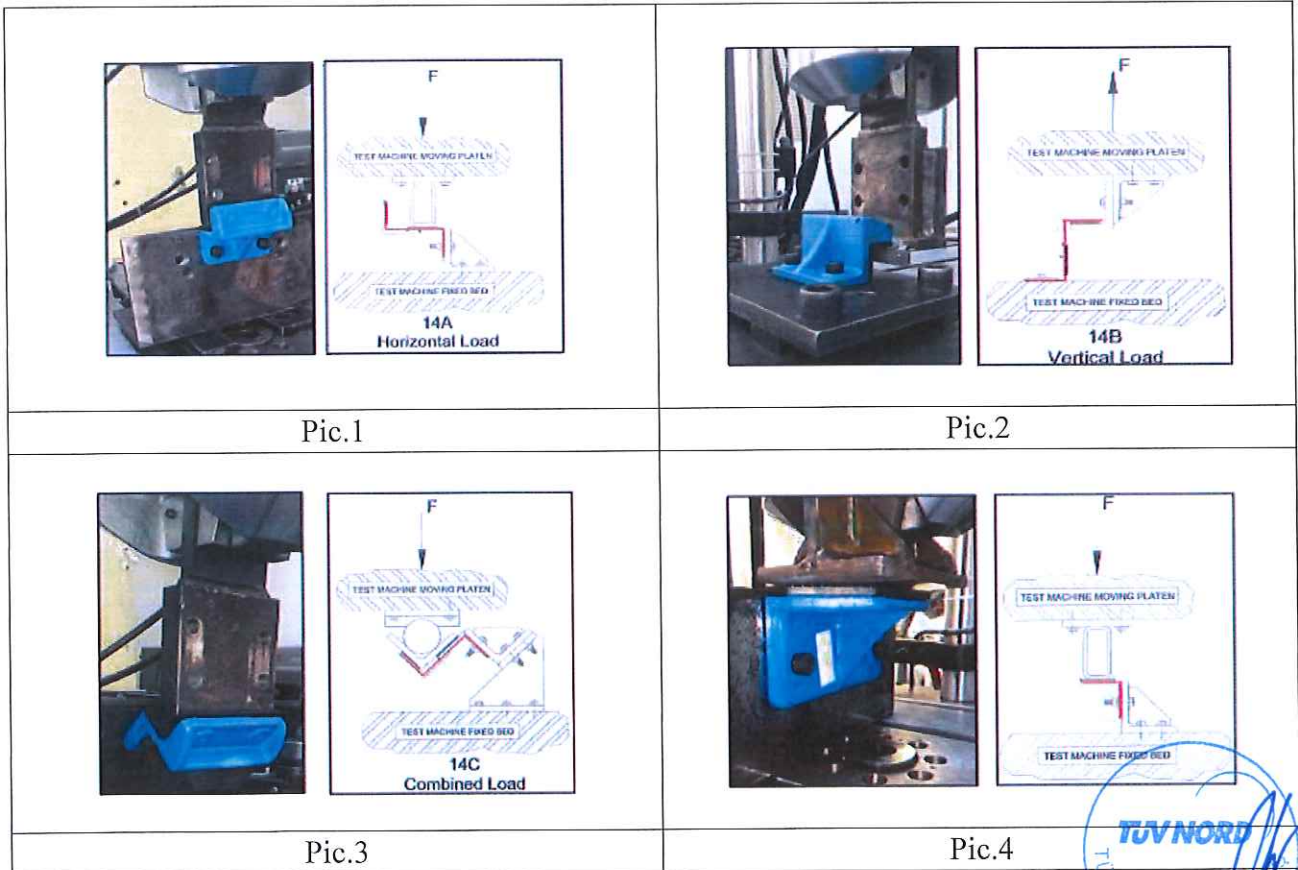 F
TEST MACHINE MOVING PLATEN
TEST MACHINE FIXED BED
14A
Horizontal Load
F
TEST MACHINE MOVING PLATEN
TEST MACHINE FIXED BED
14B
Vertical Load
Pic.1
Pic.2
F
TEST MACHINE MOVING PLATEN
TEST MACHINE FIXED BED
14C
Combined Load
F
TEST MACHINE MOVING PLATEN
TEST MACHINE FIXED BED
TÜV NORD
Pic.3
Pic.4